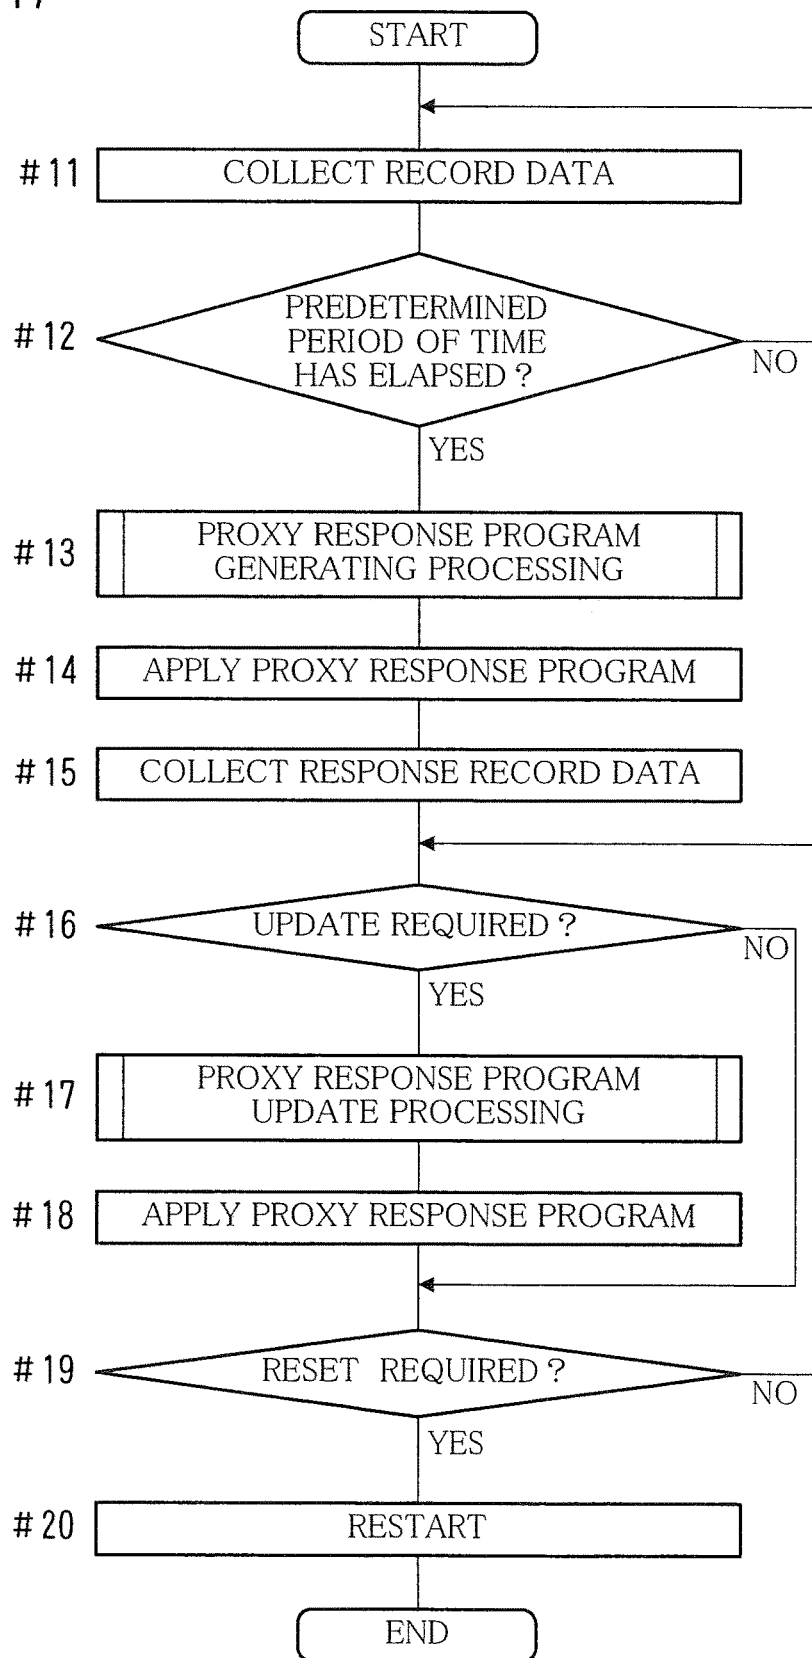 START
#11
COLLECT RECORD DATA
#12
PREDETERMINED
PERIOD OF TIME
HAS ELAPSED?
NO
YES
#13
PROXY RESPONSE PROGRAM
GENERATING PROCESSING
#14
APPLY PROXY RESPONSE PROGRAM
#15
COLLECT RESPONSE RECORD DATA
#16
UPDATE REQUIRED?
NO
YES
#17
PROXY RESPONSE PROGRAM
UPDATE PROCESSING
#18
APPLY PROXY RESPONSE PROGRAM
#19
RESET REQUIRED?
NO
YES
#20
RESTART
END